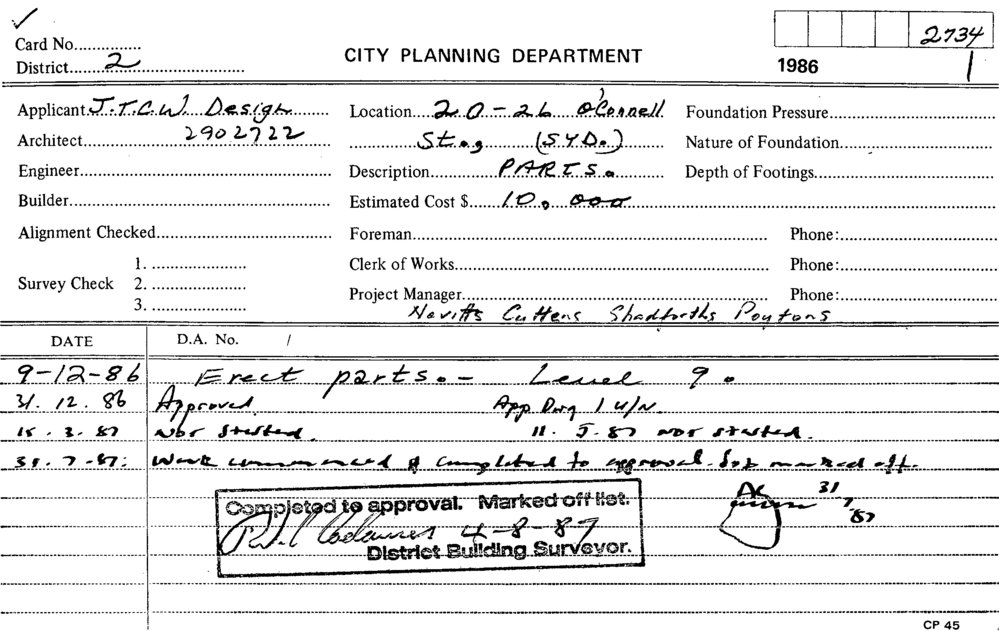 ✓
Card No..............
District.......2..............................
CITY PLANNING DEPARTMENT
2734
1986 1
Applicant J.T.C.W. Design
Location....20-26 O'Connell
Foundation Pressure
Architect 2902722
St., (SYD.)
Nature of Foundation
Engineer
Description PARTS.
Depth of Footings
Builder
Estimated Cost $ 10,000
Alignment Checked
Foreman Phone:
Survey Check 1.
2.
3.
Clerk of Works Phone:
Project Manager Phone:
Cuttens Shadforths Poytons
DATE D.A. No. /
9-12-86 Erect parts. - Level 9.
31.12.86 Approved. App. Drg 1 U/N.
15.3.87 Not Started. 11.5.87 not started.
31.7.87: Work commenced & completed to approval. Job marked off.
31/7/87
Completed to approval. Marked off list.
4-8-87
District Building Surveyor.
CP 45